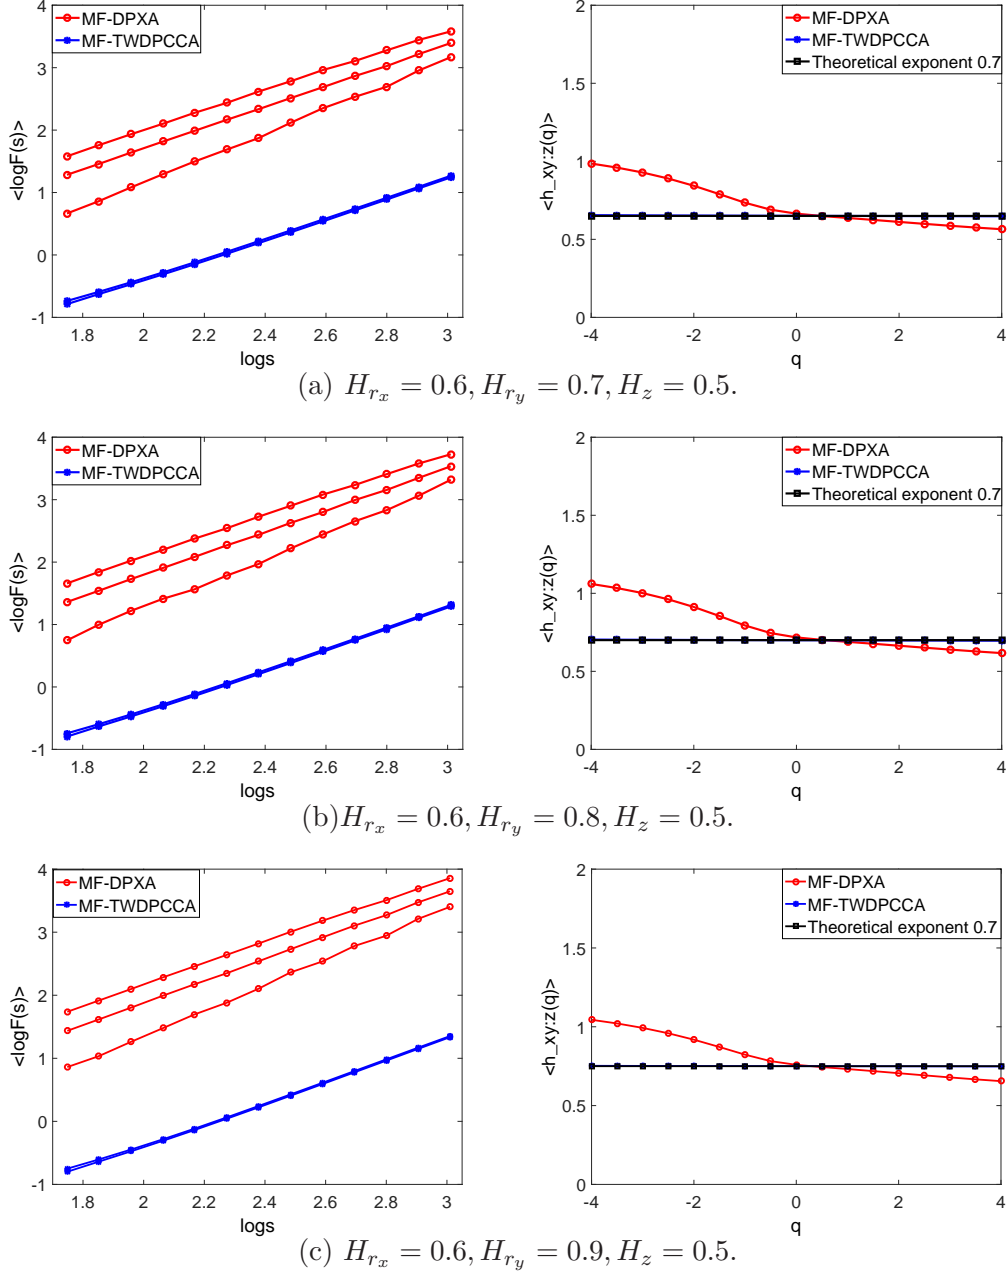 4
3
2
1
0
-1
<logF(s)>
MF-DPXA
MF-TWDPCCA
1.8 2 2.2 2.4 2.6 2.8 3
logs
2
1.5
1
0.5
0
<h_xy:z(q)>
MF-DPXA
MF-TWDPCCA
Theoretical exponent 0.7
-4 -2 0 2 4
q
(a) H_{r_x} = 0.6, H_{r_y} = 0.7, H_z = 0.5.
4
3
2
1
0
-1
<logF(s)>
MF-DPXA
MF-TWDPCCA
1.8 2 2.2 2.4 2.6 2.8 3
logs
2
1.5
1
0.5
0
<h_xy:z(q)>
MF-DPXA
MF-TWDPCCA
Theoretical exponent 0.7
-4 -2 0 2 4
q
(b) H_{r_x} = 0.6, H_{r_y} = 0.8, H_z = 0.5.
4
3
2
1
0
-1
<logF(s)>
MF-DPXA
MF-TWDPCCA
1.8 2 2.2 2.4 2.6 2.8 3
logs
2
1.5
1
0.5
0
<h_xy:z(q)>
MF-DPXA
MF-TWDPCCA
Theoretical exponent 0.7
-4 -2 0 2 4
q
(c) H_{r_x} = 0.6, H_{r_y} = 0.9, H_z = 0.5.